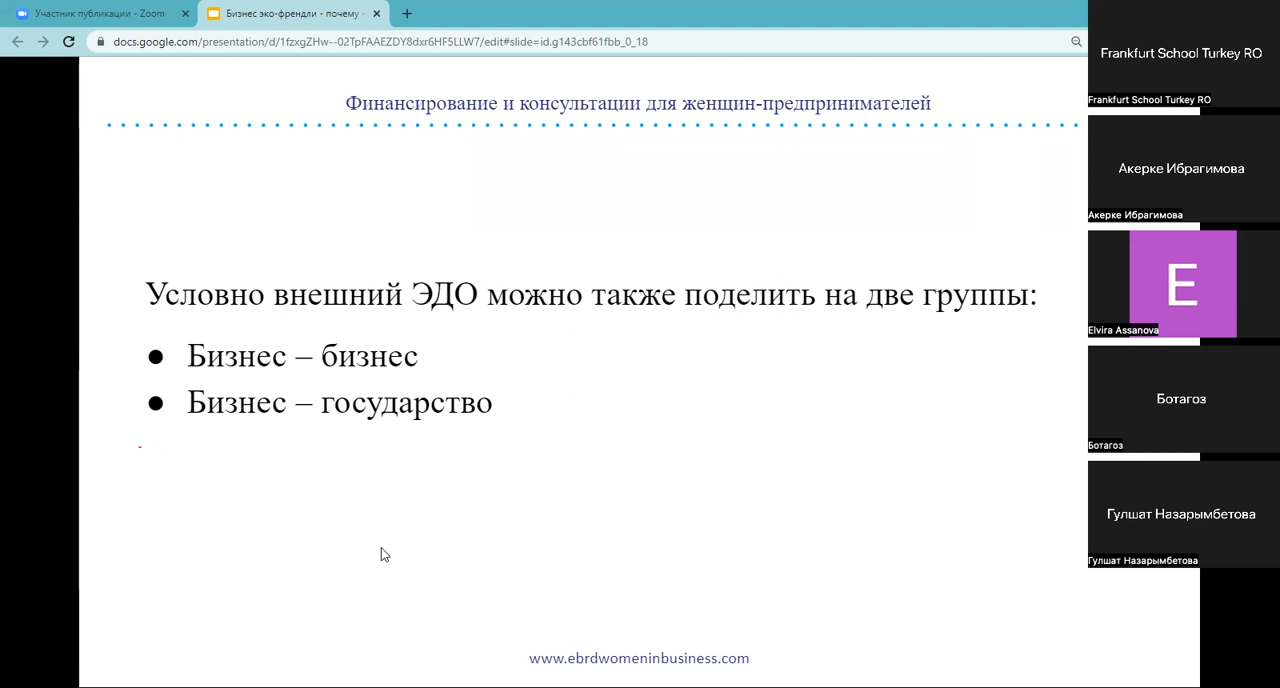 Участник публикации - Zoom
Бизнес эко-френдли - почему
docs.google.com/presentation/d/1fzxgZHw--02TpFAAEZDY8dxr6HF5LLW7/edit#slide=id.g143cbf61fbb_0_18
Финансирование и консультации для женщин-предпринимателей
Условно внешний ЭДО можно также поделить на две группы:
● Бизнес – бизнес
● Бизнес – государство
www.ebrdwomeninbusiness.com
Frankfurt School Turkey RO
Frankfurt School Turkey RO
Акерке Ибрагимова
Акерке Ибрагимова
E
Elvira Assanova
Ботагоз
Ботагоз
Гулшат Назарымбетова
Гулшат Назарымбетова